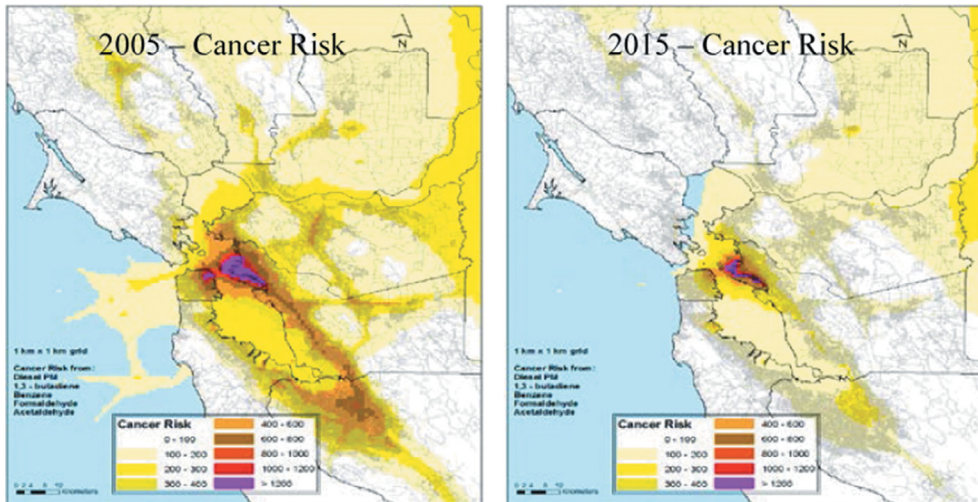 2005 – Cancer Risk
N
1 km x 1 km grid
Cancer Risk from:
Diesel PM
1,3 - butadiene
Benzene
Formaldehyde
Acetaldehyde
Cancer Risk
0 - 100
100 - 200
200 - 300
300 - 400
400 - 600
600 - 800
800 - 1000
1000 - 1200
> 1200
Kilometers
2015 – Cancer Risk
N
1 km x 1 km grid
Cancer Risk from:
Diesel PM
1,3 - butadiene
Benzene
Formaldehyde
Acetaldehyde
Cancer Risk
0 - 100
100 - 200
200 - 300
300 - 400
400 - 600
600 - 800
800 - 1000
1000 - 1200
> 1200
Kilometers